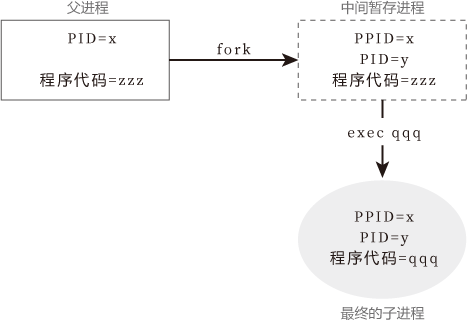 父进程
PID=x
程序代码=zzz
fork
中间暂存进程
PPID=x
PID=y
程序代码=zzz
exec qqq
PPID=x
PID=y
程序代码=qqq
最终的子进程